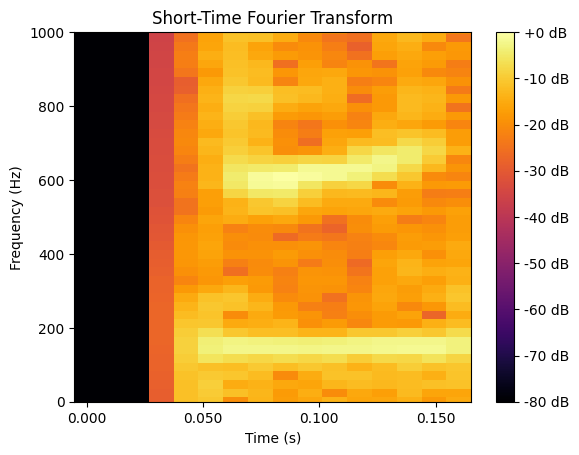 Short-Time Fourier Transform
Frequency (Hz)
1000
800
600
400
200
0
0.000
0.050
0.100
0.150
Time (s)
+0 dB
-10 dB
-20 dB
-30 dB
-40 dB
-50 dB
-60 dB
-70 dB
-80 dB